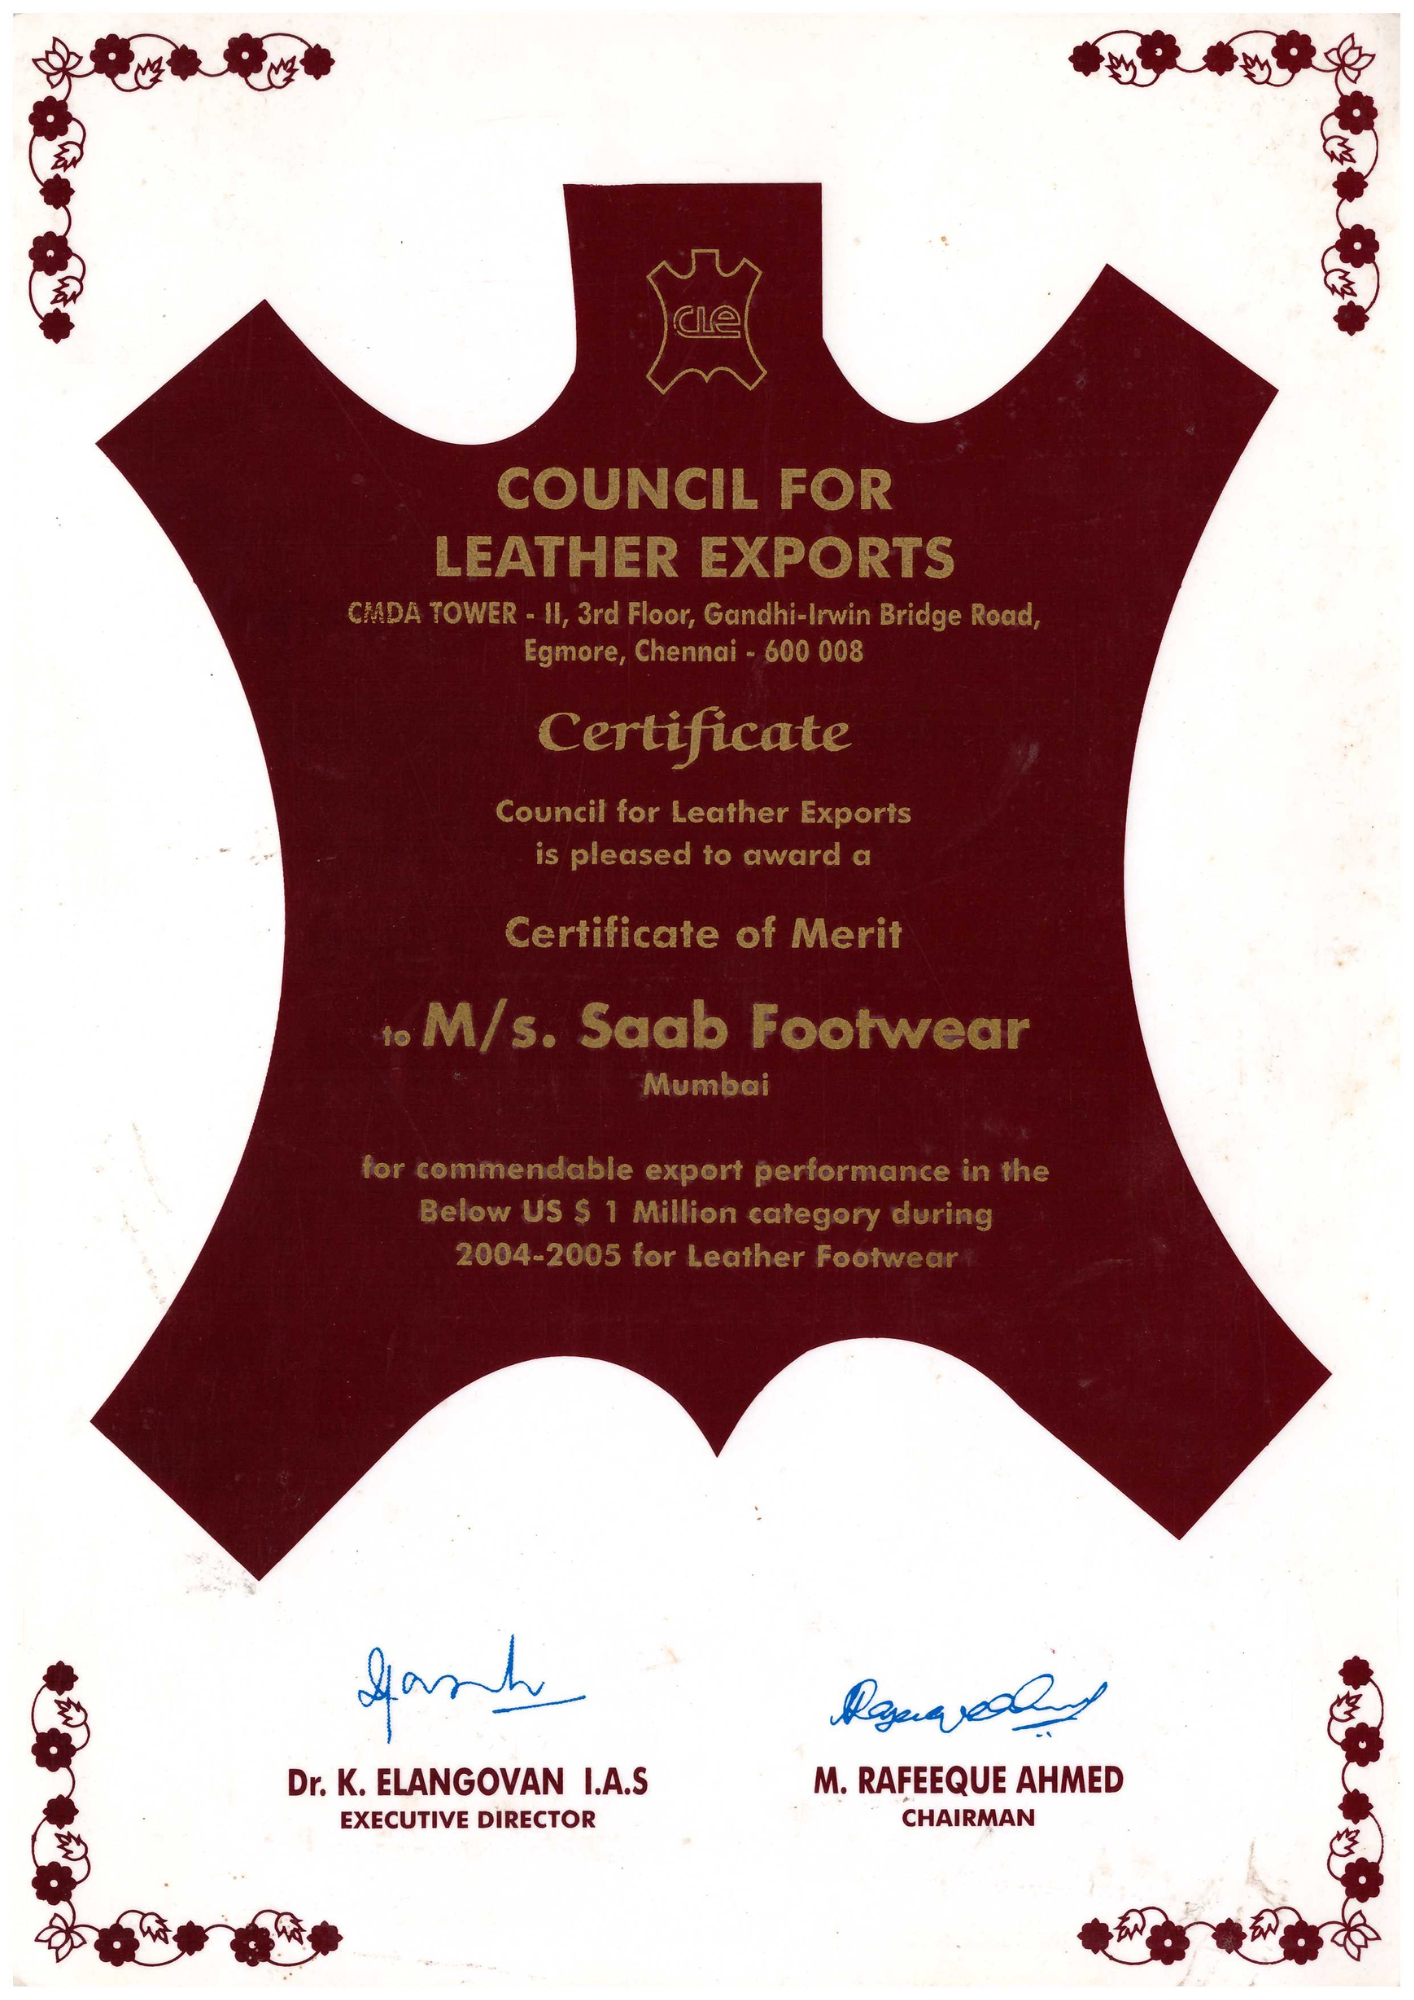 cle
COUNCIL FOR
LEATHER EXPORTS
CMDA TOWER - II, 3rd Floor, Gandhi-Irwin Bridge Road,
Egmore, Chennai - 600 008
Certificate
Council for Leather Exports
is pleased to award a
Certificate of Merit
to M/s. Saab Footwear
Mumbai
for commendable export performance in the
Below US $ 1 Million category during
2004-2005 for Leather Footwear
Dr. K. ELANGOVAN I.A.S
EXECUTIVE DIRECTOR
M. RAFEEQUE AHMED
CHAIRMAN